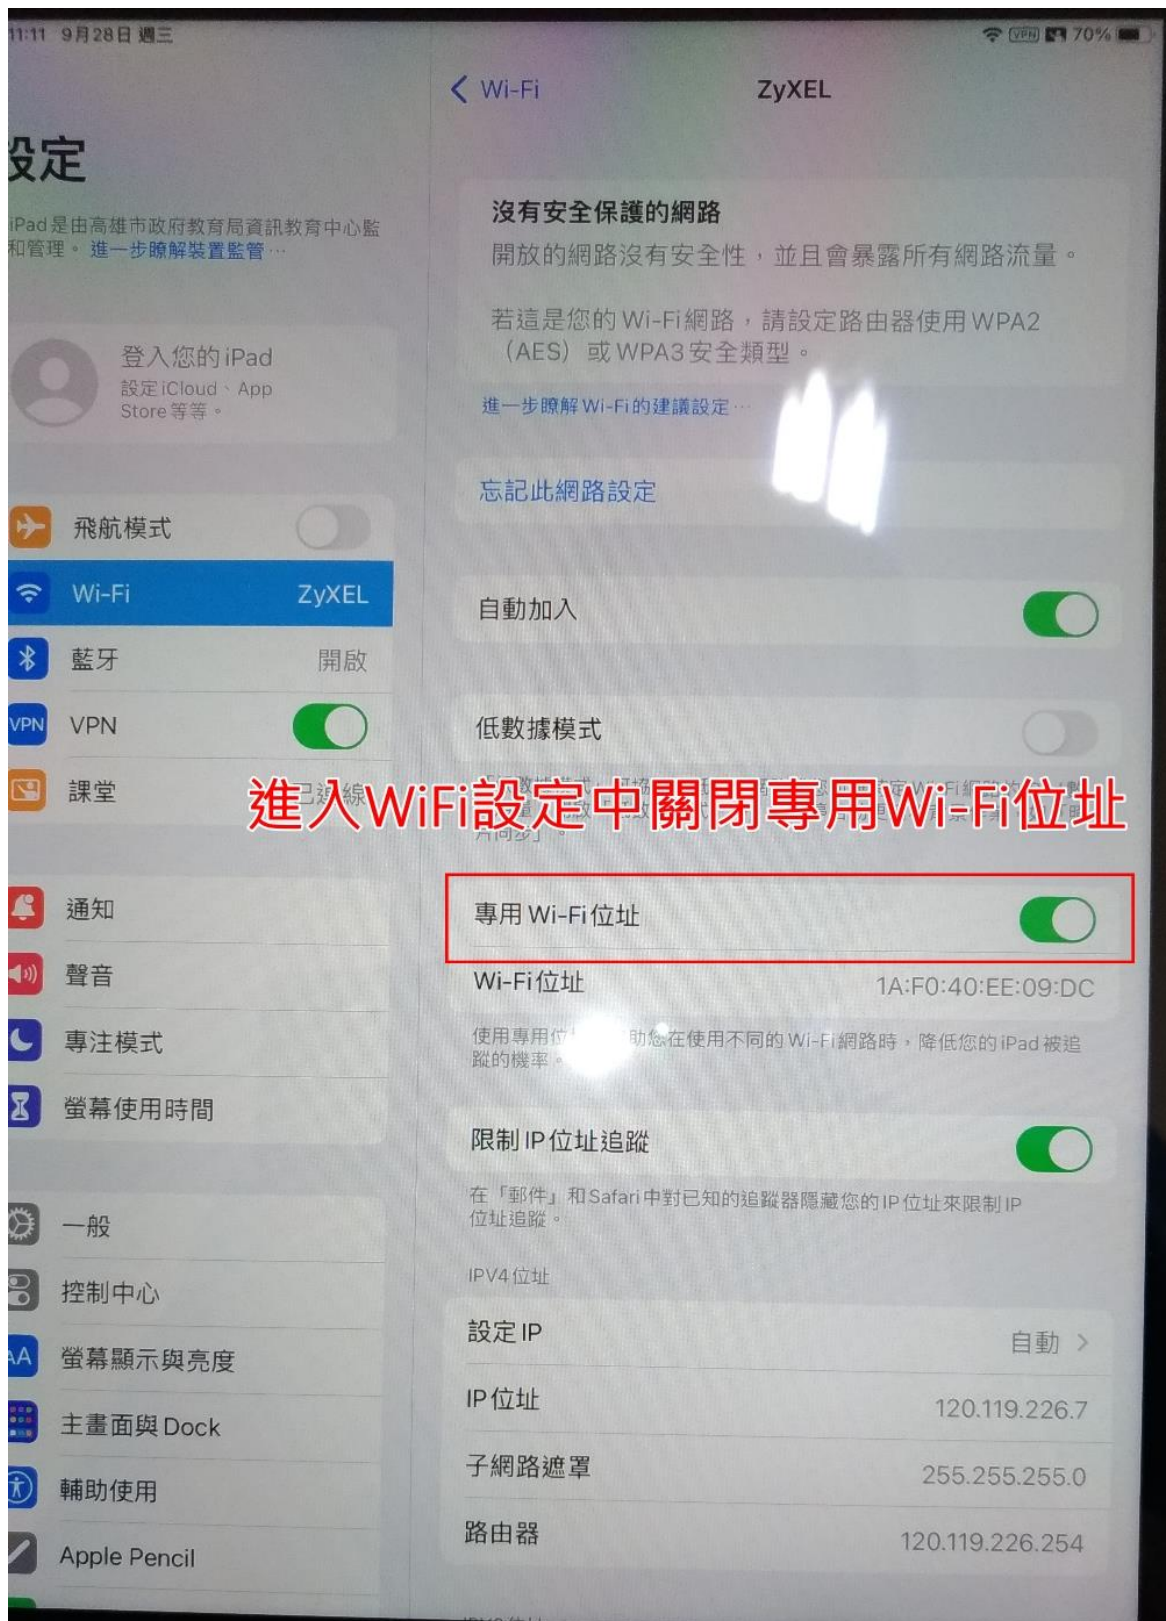 11:11 9月28日 週三
VPN 70%
Wi-Fi
ZyXEL
設定
iPad是由高雄市政府教育局資訊教育中心監
和管理。進一步瞭解裝置監管…
登入您的iPad
設定iCloud、App
Store等等。
飛航模式
Wi-Fi ZyXEL
藍牙 開啟
VPN VPN
課堂
通知
聲音
專注模式
螢幕使用時間
一般
控制中心
AA 螢幕顯示與亮度
主畫面與Dock
輔助使用
Apple Pencil
沒有安全保護的網路
開放的網路沒有安全性，並且會暴露所有網路流量。
若這是您的Wi-Fi網路，請設定路由器使用WPA2
（AES）或WPA3安全類型。
進一步瞭解Wi-Fi的建議設定…
忘記此網路設定
自動加入
低數據模式
進入WiFi設定中關閉專用Wi-Fi位址
片同步」。
專用Wi-Fi位址
Wi-Fi位址 1A:F0:40:EE:09:DC
使用專用位 助您在使用不同的Wi-Fi網路時，降低您的iPad被追
蹤的機率。
限制IP位址追蹤
在「郵件」和Safari中對已知的追蹤器隱藏您的IP位址來限制IP
位址追蹤。
IPV4位址
設定IP 自動
IP位址 120.119.226.7
子網路遮罩 255.255.255.0
路由器 120.119.226.254